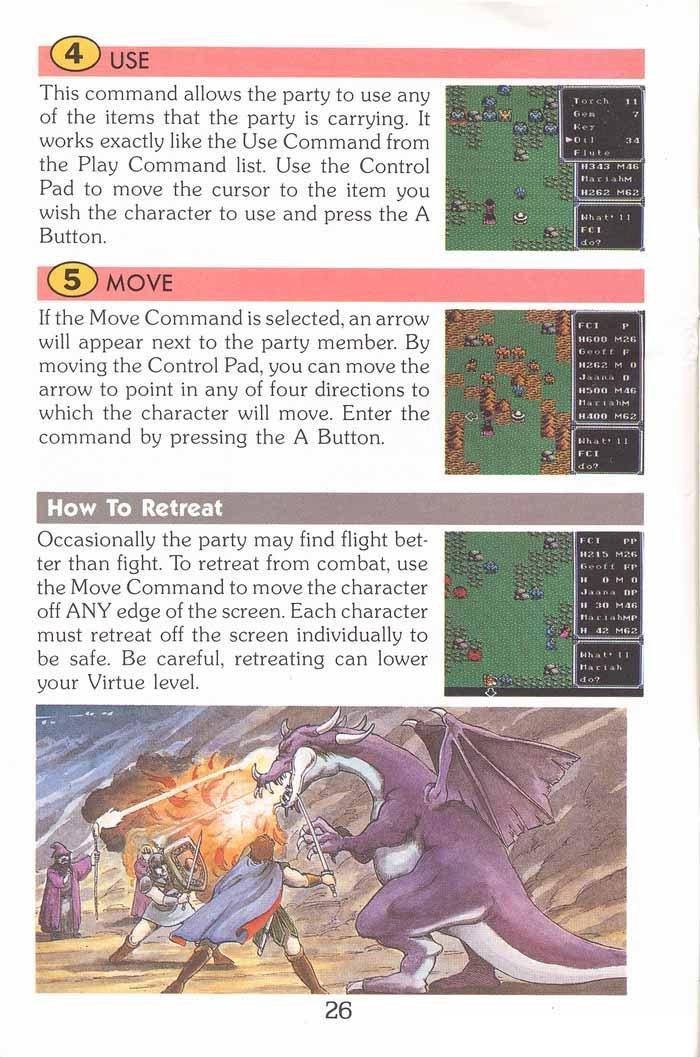 4 USE
This command allows the party to use any
of the items that the party is carrying. It
works exactly like the Use Command from
the Play Command list. Use the Control
Pad to move the cursor to the item you
wish the character to use and press the A
Button.
Torch 11
Gem 7
Key
Oil 34
Flute
H343 M46
MariahM
H262 M62
What'll
FCI
do?
5 MOVE
If the Move Command is selected, an arrow
will appear next to the party member. By
moving the Control Pad, you can move the
arrow to point in any of four directions to
which the character will move. Enter the
command by pressing the A Button.
FCI P
H600 M26
Geoff P
H262 M 0
Jaana D
H500 M46
MariahM
H400 M62
What'll
FCI
do?
How To Retreat
Occasionally the party may find flight bet-
ter than fight. To retreat from combat, use
the Move Command to move the character
off ANY edge of the screen. Each character
must retreat off the screen individually to
be safe. Be careful, retreating can lower
your Virtue level.
FCI PP
H215 M26
Geoff FP
H 0 M 0
Jaana DP
H 30 M46
MariahMP
H 42 M62
What'll
Mariah
do?
26